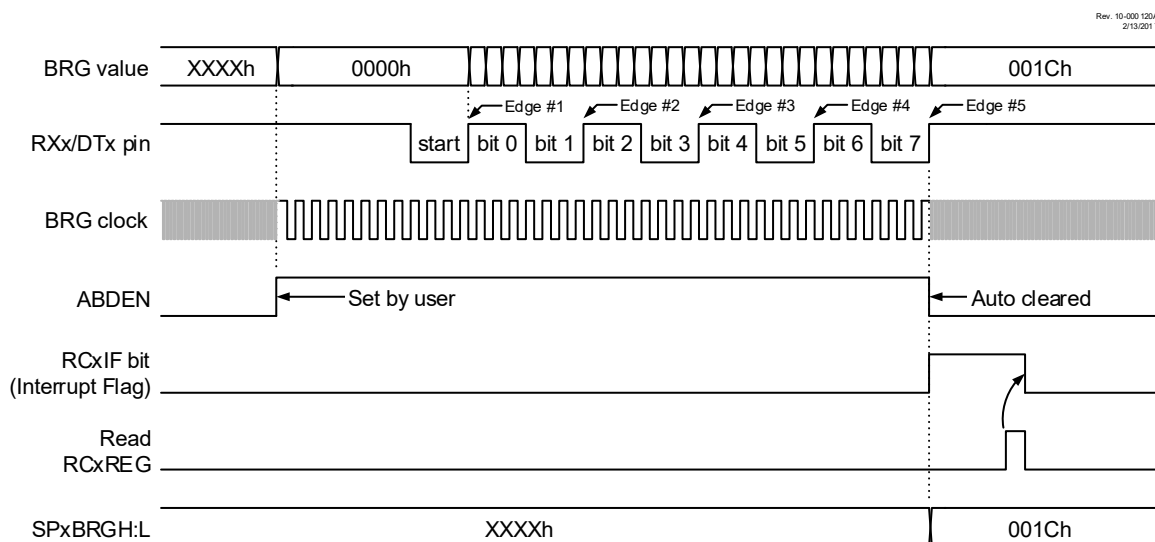 Rev. 10-000 120A
2/13/201
BRG value XXXXh 0000h 001Ch
Edge #1 Edge #2 Edge #3 Edge #4 Edge #5
RXx/DTx pin start bit 0 bit 1 bit 2 bit 3 bit 4 bit 5 bit 6 bit 7
BRG clock
ABDEN Set by user Auto cleared
RCxIF bit
(Interrupt Flag)
Read
RCxREG
SPxBRGH:L XXXXh 001Ch